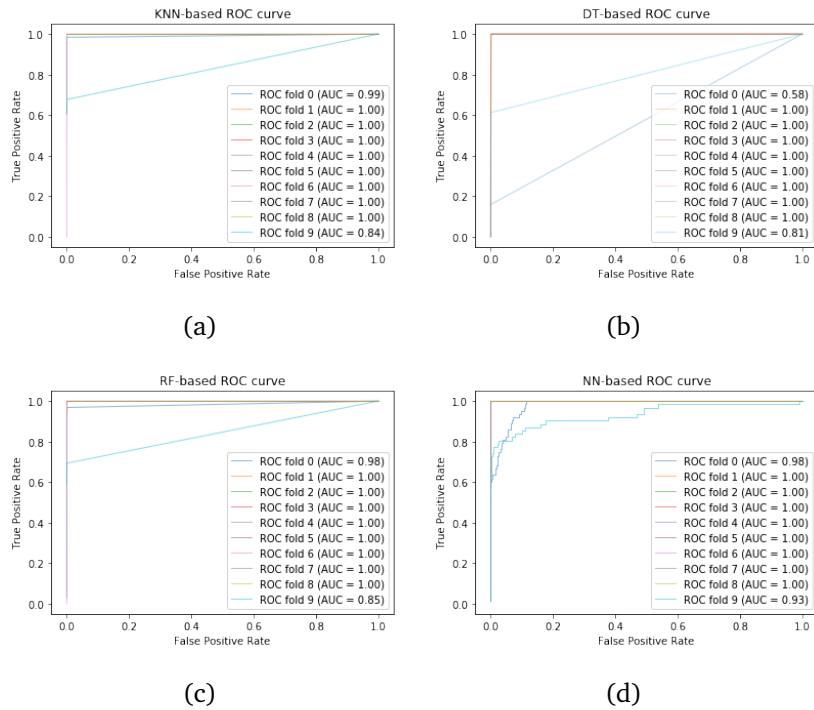 KNN-based ROC curve
True Positive Rate
1.0
0.8
0.6
0.4
0.2
0.0
ROC fold 0 (AUC = 0.99)
ROC fold 1 (AUC = 1.00)
ROC fold 2 (AUC = 1.00)
ROC fold 3 (AUC = 1.00)
ROC fold 4 (AUC = 1.00)
ROC fold 5 (AUC = 1.00)
ROC fold 6 (AUC = 1.00)
ROC fold 7 (AUC = 1.00)
ROC fold 8 (AUC = 1.00)
ROC fold 9 (AUC = 0.84)
0.0 0.2 0.4 0.6 0.8 1.0
False Positive Rate
(a)
DT-based ROC curve
True Positive Rate
1.0
0.8
0.6
0.4
0.2
0.0
ROC fold 0 (AUC = 0.58)
ROC fold 1 (AUC = 1.00)
ROC fold 2 (AUC = 1.00)
ROC fold 3 (AUC = 1.00)
ROC fold 4 (AUC = 1.00)
ROC fold 5 (AUC = 1.00)
ROC fold 6 (AUC = 1.00)
ROC fold 7 (AUC = 1.00)
ROC fold 8 (AUC = 1.00)
ROC fold 9 (AUC = 0.81)
0.0 0.2 0.4 0.6 0.8 1.0
False Positive Rate
(b)
RF-based ROC curve
True Positive Rate
1.0
0.8
0.6
0.4
0.2
0.0
ROC fold 0 (AUC = 0.98)
ROC fold 1 (AUC = 1.00)
ROC fold 2 (AUC = 1.00)
ROC fold 3 (AUC = 1.00)
ROC fold 4 (AUC = 1.00)
ROC fold 5 (AUC = 1.00)
ROC fold 6 (AUC = 1.00)
ROC fold 7 (AUC = 1.00)
ROC fold 8 (AUC = 1.00)
ROC fold 9 (AUC = 0.85)
0.0 0.2 0.4 0.6 0.8 1.0
False Positive Rate
(c)
NN-based ROC curve
True Positive Rate
1.0
0.8
0.6
0.4
0.2
0.0
ROC fold 0 (AUC = 0.98)
ROC fold 1 (AUC = 1.00)
ROC fold 2 (AUC = 1.00)
ROC fold 3 (AUC = 1.00)
ROC fold 4 (AUC = 1.00)
ROC fold 5 (AUC = 1.00)
ROC fold 6 (AUC = 1.00)
ROC fold 7 (AUC = 1.00)
ROC fold 8 (AUC = 1.00)
ROC fold 9 (AUC = 0.93)
0.0 0.2 0.4 0.6 0.8 1.0
False Positive Rate
(d)